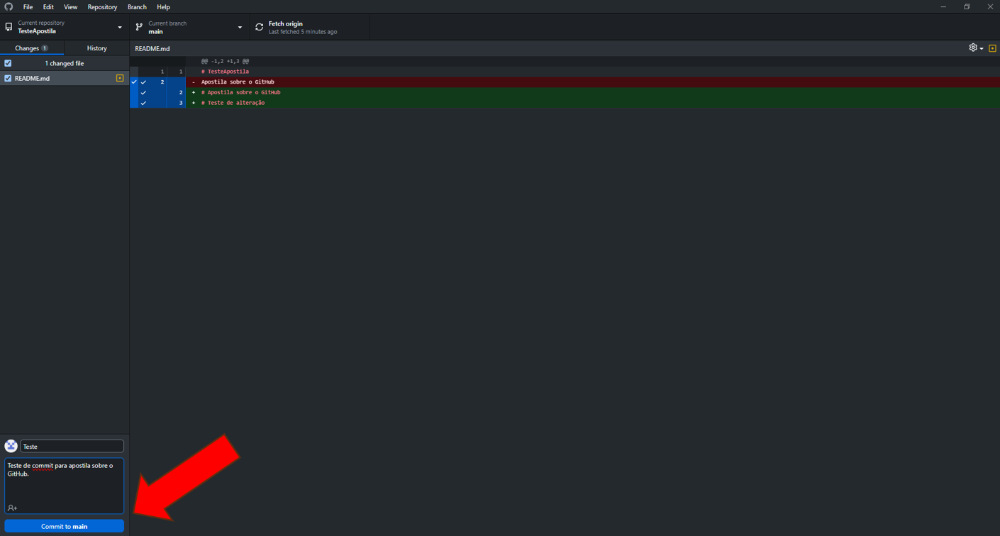 File Edit View Repository Branch Help
Current repository
TesteApostila
Current branch
main
Fetch origin
Last fetched 5 minutes ago
Changes 1 History
1 changed file
README.md
README.md
@@ -1,2 +1,3 @@
1 1 # TesteApostila
2 - Apostila sobre o GitHub
2 + # Apostila sobre o GitHub
3 + # Teste de alteração
Teste
Teste de commit para apostila sobre o
GitHub.
Commit to main